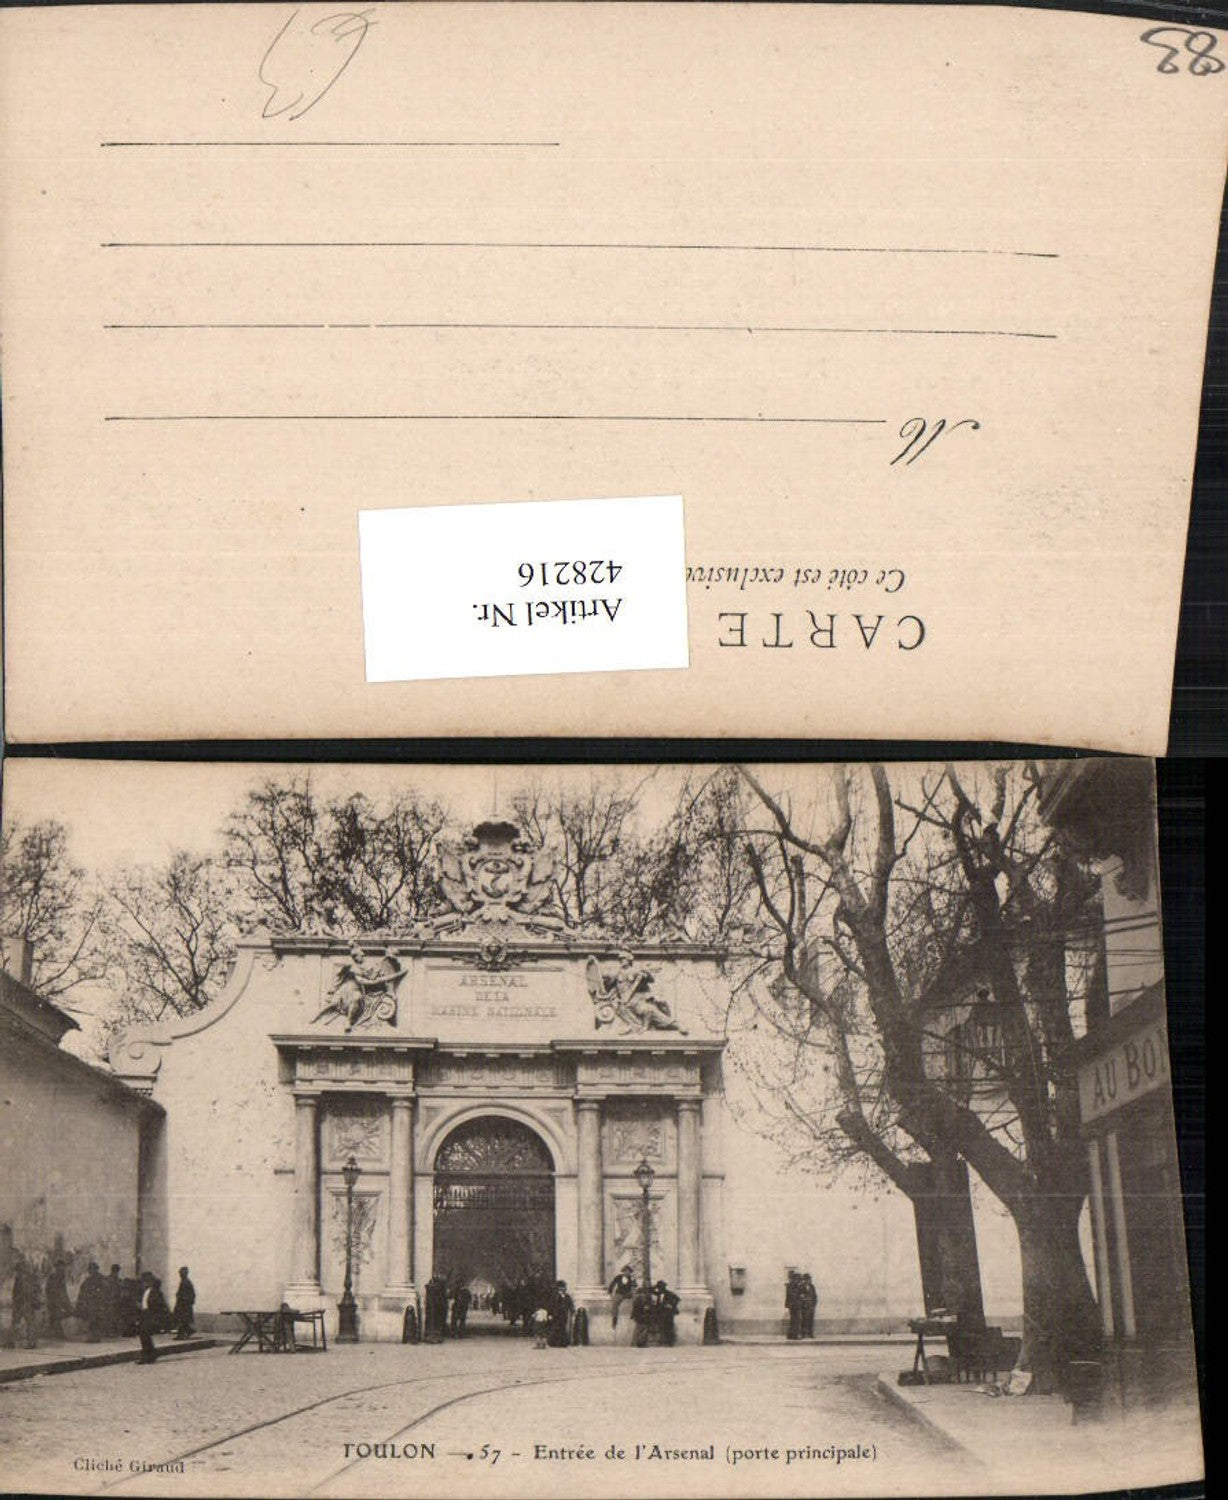 83
M
Ce côté est exclusive
CARTE
Artikel Nr.
428216
ARSENAL
DE LA
MARINE NATIONALE
AU BON
TOULON — 57 - Entrée de l'Arsenal (porte principale)
Cliché Giraud